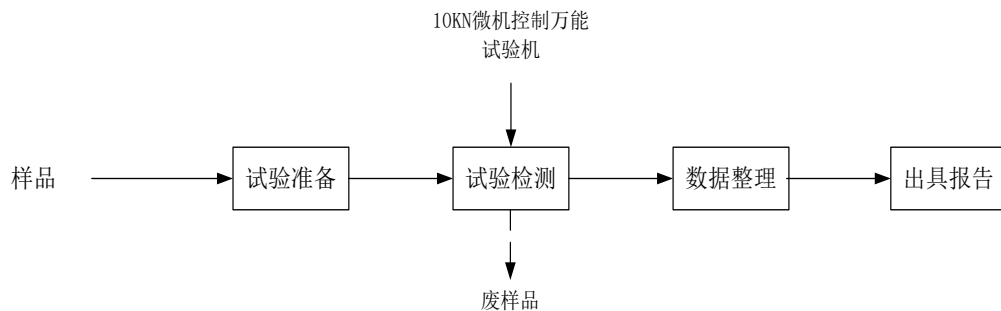 10KN微机控制万能
试验机
样品
试验准备
试验检测
数据整理
出具报告
废样品